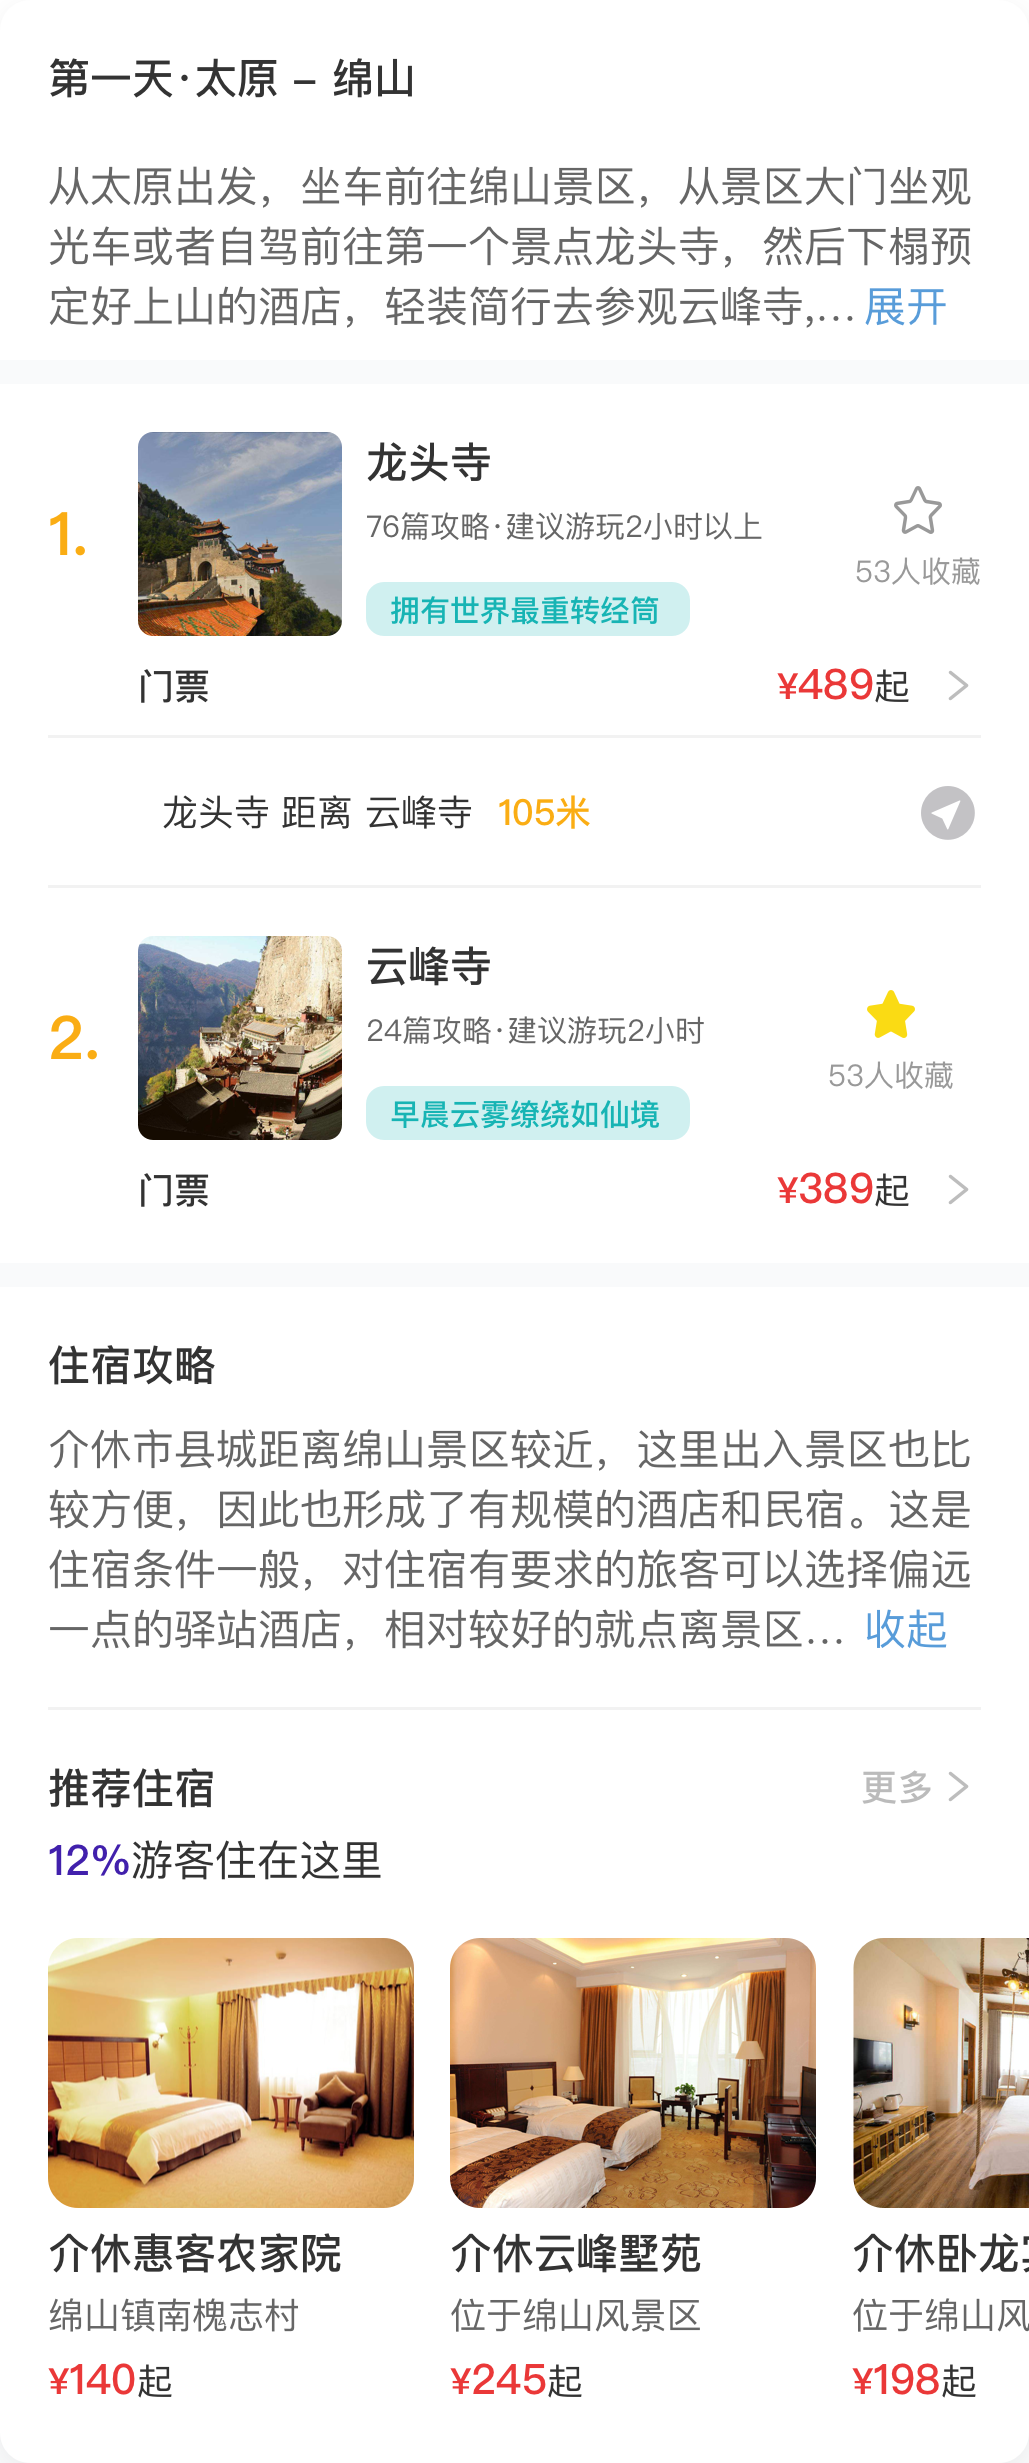 第一天·太原 – 绵山
从太原出发，坐车前往绵山景区，从景区大门坐观
光车或者自驾前往第一个景点龙头寺，然后下榻预
定好上山的酒店，轻装简行去参观云峰寺,... 展开
1.
龙头寺
76篇攻略·建议游玩2小时以上
53人收藏
拥有世界最重转经筒
门票 ¥489起
龙头寺 距离 云峰寺 105米
2.
云峰寺
24篇攻略·建议游玩2小时
53人收藏
早晨云雾缭绕如仙境
门票 ¥389起
住宿攻略
介休市县城距离绵山景区较近，这里出入景区也比
较方便，因此也形成了有规模的酒店和民宿。这是
住宿条件一般，对住宿有要求的旅客可以选择偏远
一点的驿站酒店，相对较好的就点离景区... 收起
推荐住宿 更多
12%游客住在这里
介休惠客农家院
绵山镇南槐志村
¥140起
介休云峰墅苑
位于绵山风景区
¥245起
介休卧龙
位于绵山风
¥198起